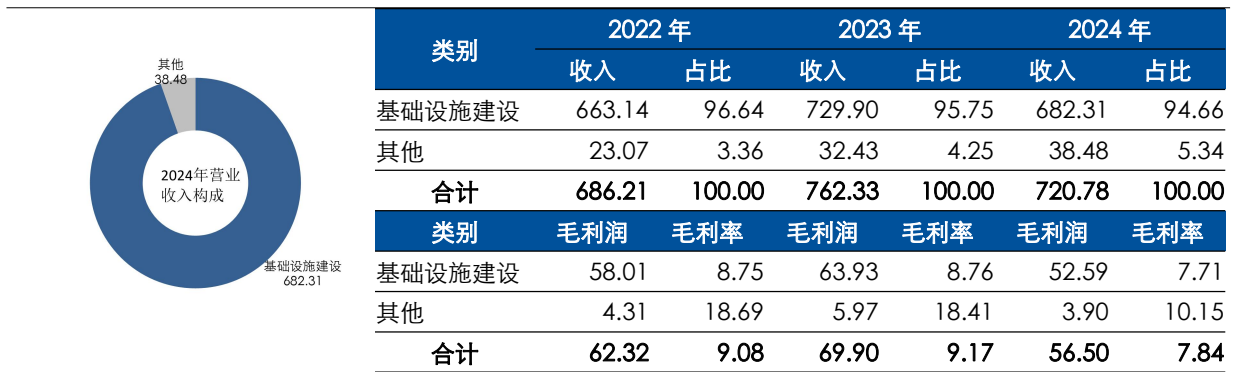 其他
38.48
2024年营业
收入构成
基础设施建设
682.31
类别 2022 年 2023 年 2024 年
收入 占比 收入 占比 收入 占比
基础设施建设 663.14 96.64 729.90 95.75 682.31 94.66
其他 23.07 3.36 32.43 4.25 38.48 5.34
合计 686.21 100.00 762.33 100.00 720.78 100.00
类别 毛利润 毛利率 毛利润 毛利率 毛利润 毛利率
基础设施建设 58.01 8.75 63.93 8.76 52.59 7.71
其他 4.31 18.69 5.97 18.41 3.90 10.15
合计 62.32 9.08 69.90 9.17 56.50 7.84